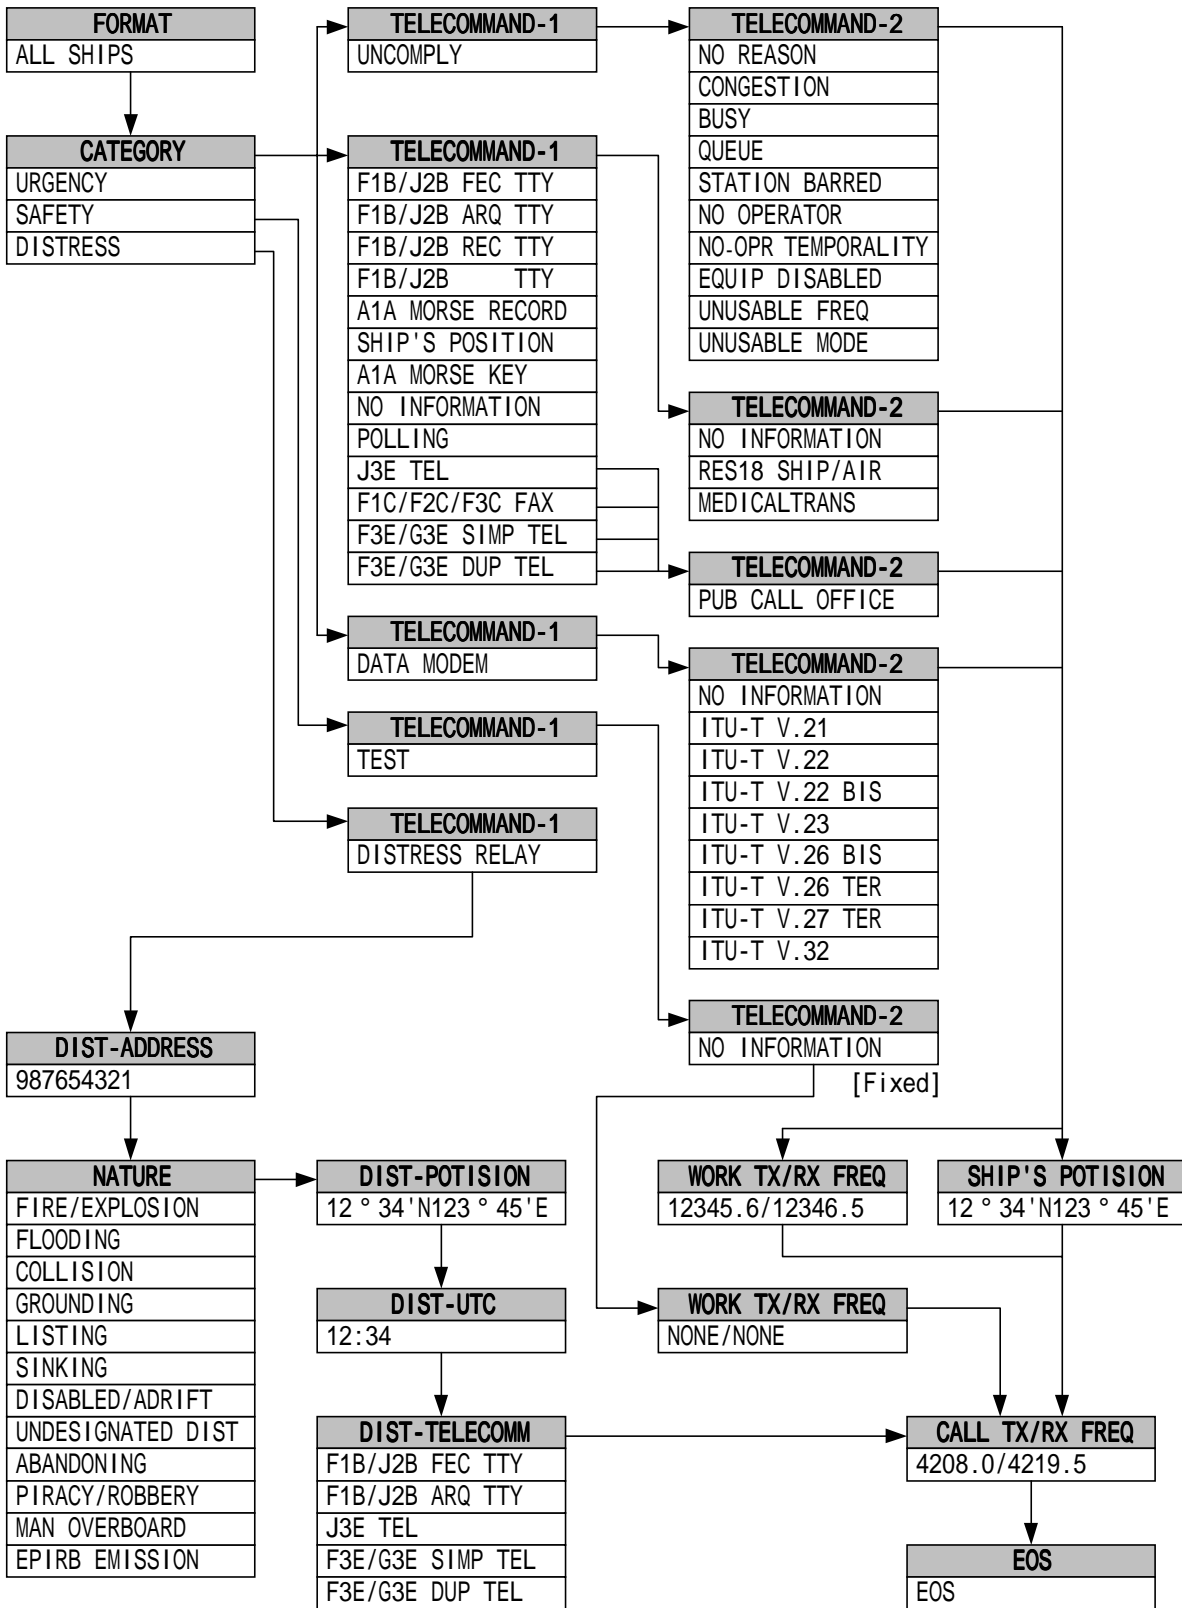 FORMAT
ALL SHIPS
CATEGORY
URGENCY
SAFETY
DISTRESS
TELECOMMAND-1
UNCOMPLY
TELECOMMAND-1
F1B/J2B FEC TTY
F1B/J2B ARQ TTY
F1B/J2B REC TTY
F1B/J2B TTY
A1A MORSE RECORD
SHIP'S POSITION
A1A MORSE KEY
NO INFORMATION
POLLING
J3E TEL
F1C/F2C/F3C FAX
F3E/G3E SIMP TEL
F3E/G3E DUP TEL
TELECOMMAND-1
DATA MODEM
TELECOMMAND-1
TEST
TELECOMMAND-1
DISTRESS RELAY
TELECOMMAND-2
NO REASON
CONGESTION
BUSY
QUEUE
STATION BARRED
NO OPERATOR
NO-OPR TEMPORALITY
EQUIP DISABLED
UNUSABLE FREQ
UNUSABLE MODE
TELECOMMAND-2
NO INFORMATION
RES18 SHIP/AIR
MEDICALTRANS
TELECOMMAND-2
PUB CALL OFFICE
TELECOMMAND-2
NO INFORMATION
ITU-T V.21
ITU-T V.22
ITU-T V.22 BIS
ITU-T V.23
ITU-T V.26 BIS
ITU-T V.26 TER
ITU-T V.27 TER
ITU-T V.32
TELECOMMAND-2
NO INFORMATION
[Fixed]
DIST-ADDRESS
987654321
NATURE
FIRE/EXPLOSION
FLOODING
COLLISION
GROUNDING
LISTING
SINKING
DISABLED/ADRIFT
UNDESIGNATED DIST
ABANDONING
PIRACY/ROBBERY
MAN OVERBOARD
EPIRB EMISSION
DIST-POTISION
12°34'N123°45'E
DIST-UTC
12:34
DIST-TELECOMM
F1B/J2B FEC TTY
F1B/J2B ARQ TTY
J3E TEL
F3E/G3E SIMP TEL
F3E/G3E DUP TEL
WORK TX/RX FREQ
12345.6/12346.5
SHIP'S POTISION
12°34'N123°45'E
WORK TX/RX FREQ
NONE/NONE
CALL TX/RX FREQ
4208.0/4219.5
EOS
EOS